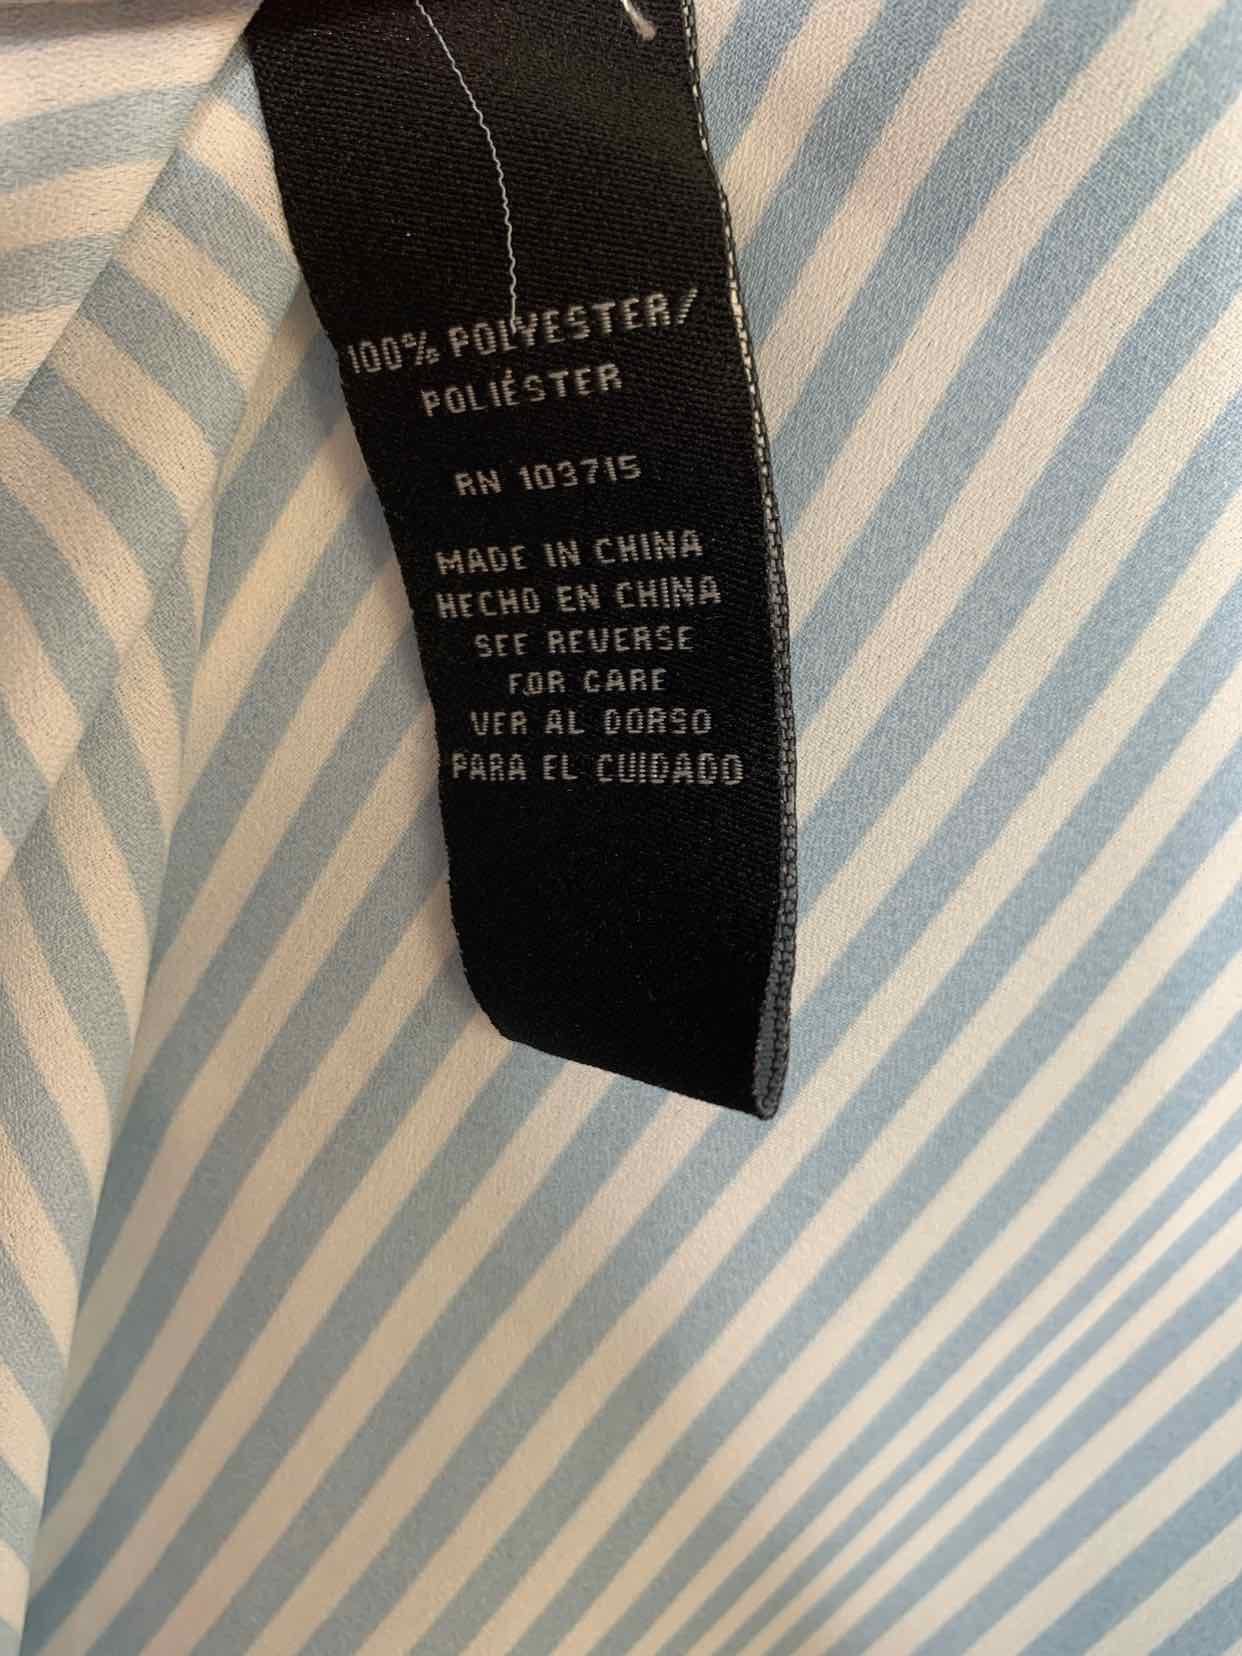 100% POLYESTER/
POLIÉSTER
RN 103715
MADE IN CHINA
HECHO EN CHINA
SEE REVERSE
FOR CARE
VER AL DORSO
PARA EL CUIDADO